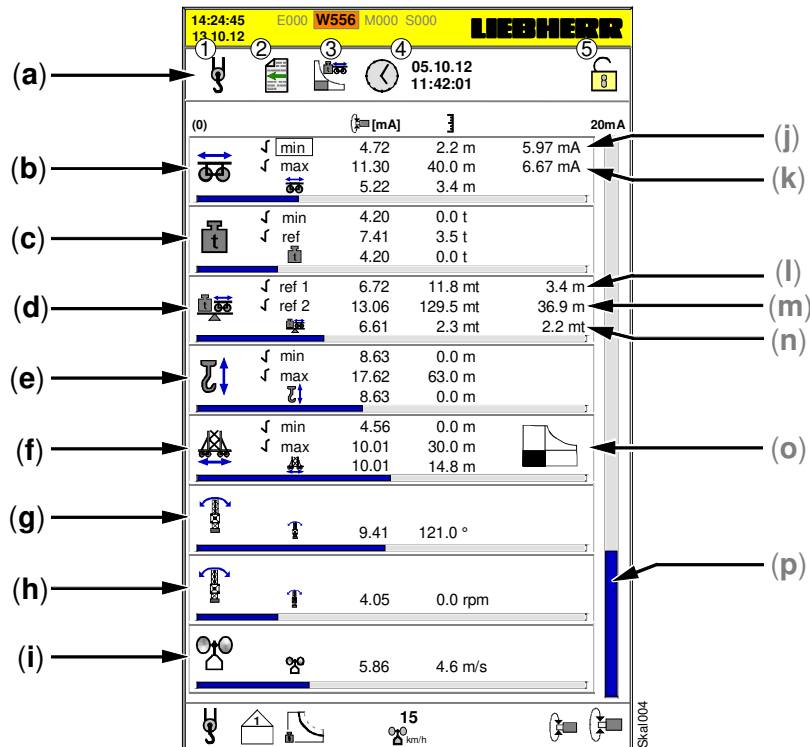 14:24:45 E000 W556 M000 S000 LIEBHERR
13.10.12
① ② ③ ④ ⑤
(a) 05.10.12
11:42:01 8
(0) [mA] 20mA
(b) √ min 4.72 2.2 m 5.97 mA (j)
√ max 11.30 40.0 m 6.67 mA (k)
5.22 3.4 m
(c) √ min 4.20 0.0 t
√ ref 7.41 3.5 t
t t 4.20 0.0 t
(d) √ ref 1 6.72 11.8 mt 3.4 m (l)
t √ ref 2 13.06 129.5 mt 36.9 m (m)
6.61 2.3 mt 2.2 mt (n)
(e) √ min 8.63 0.0 m
√ max 17.62 63.0 m
8.63 0.0 m
(f) √ min 4.56 0.0 m
√ max 10.01 30.0 m (o)
10.01 14.8 m
(g) 9.41 121.0 °
(h) 4.05 0.0 rpm (p)
(i) 5.86 4.6 m/s
1 15
km/h
Skal004